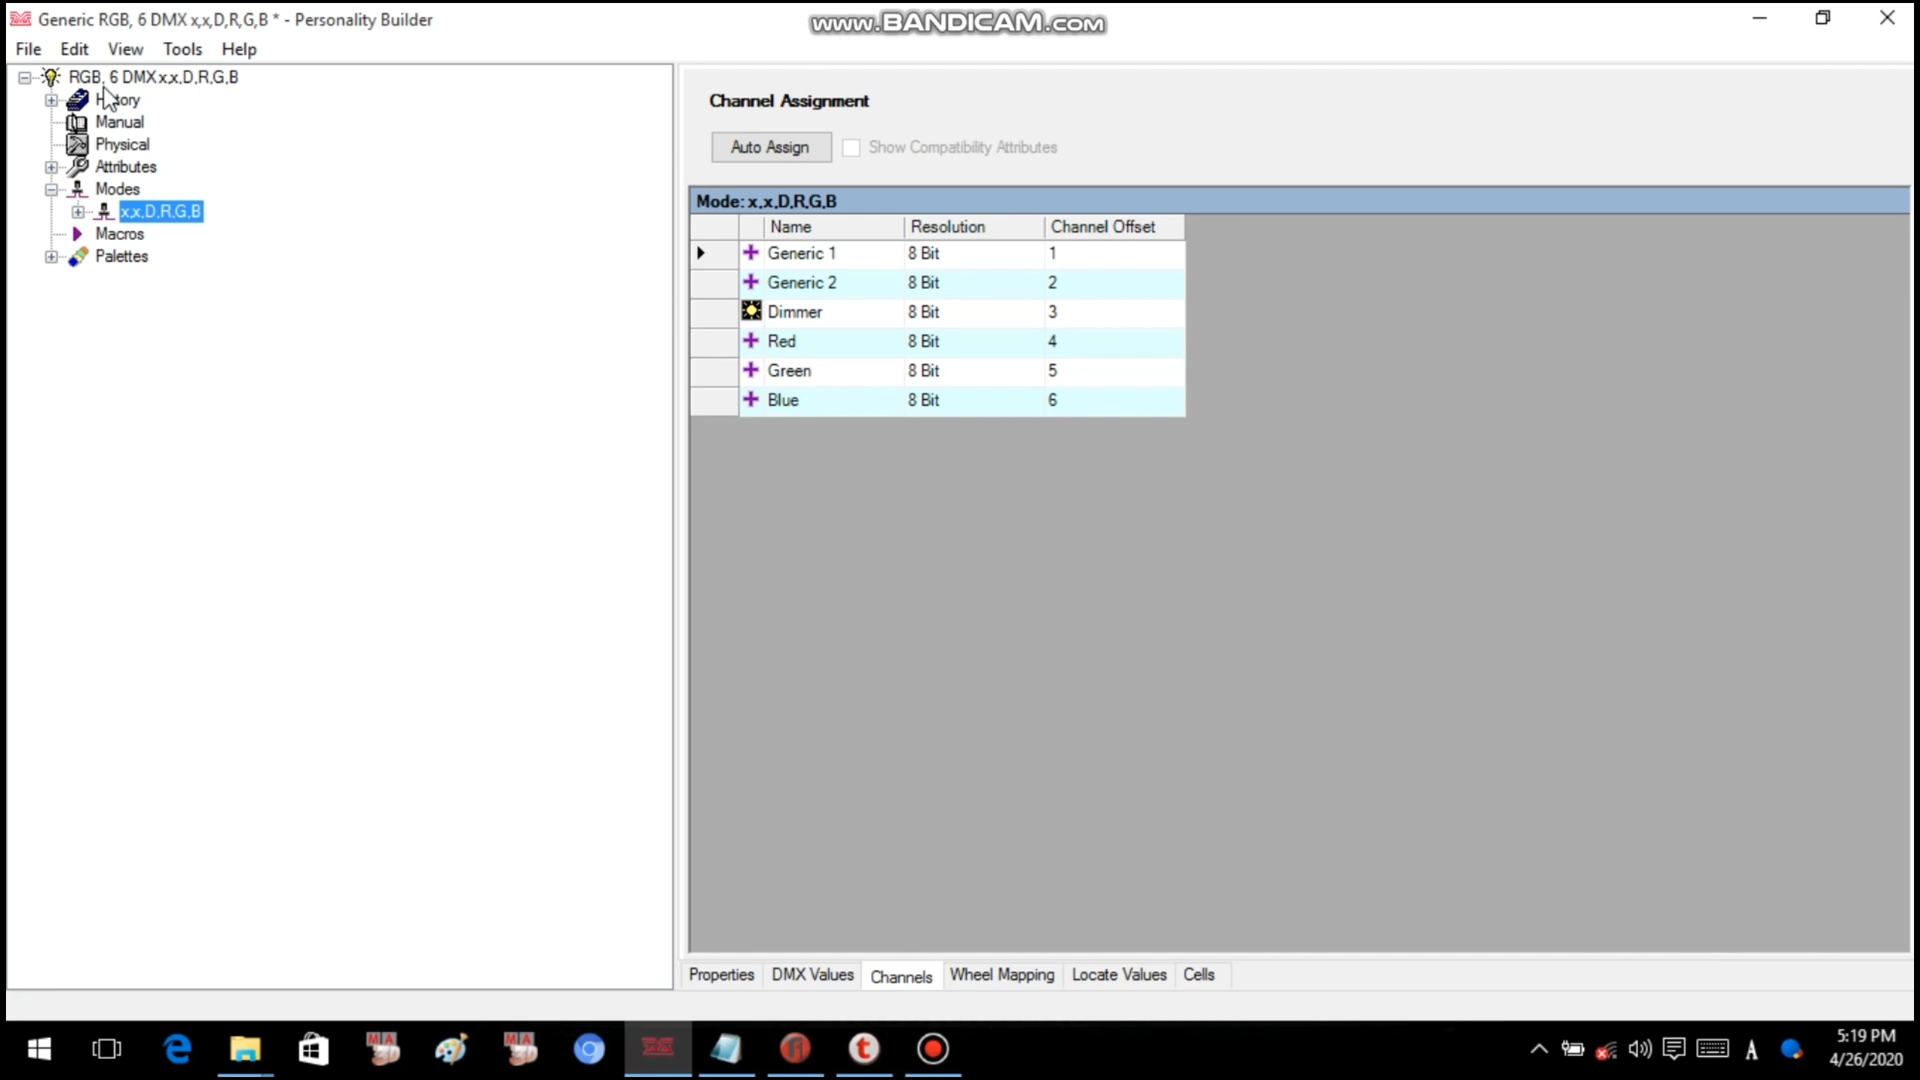 Generic RGB, 6 DMX x,x,D,R,G,B * - Personality Builder
www.BANDICAM.com
File Edit View Tools Help
RGB, 6 DMX x,x,D,R,G,B
History
Manual
Physical
Attributes
Modes
x,x,D,R,G,B
Macros
Palettes
Channel Assignment
Auto Assign Show Compatibility Attributes
Mode: x,x,D,R,G,B
Name Resolution Channel Offset
Generic 1 8 Bit 1
Generic 2 8 Bit 2
Dimmer 8 Bit 3
Red 8 Bit 4
Green 8 Bit 5
Blue 8 Bit 6
Properties DMX Values Channels Wheel Mapping Locate Values Cells
MA MA
A
5:19 PM
4/26/2020